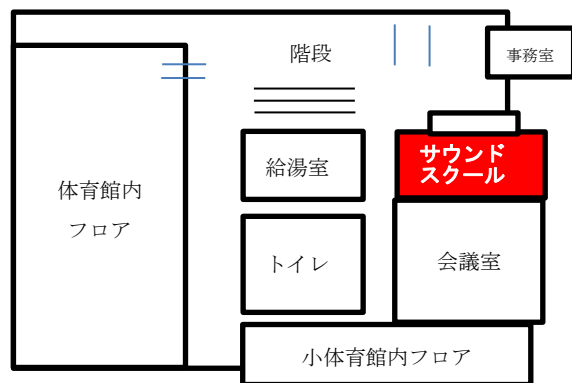 階段
事務室
サウンド
スクール
給湯室
体育館内
フロア
トイレ
会議室
小体育館内フロア